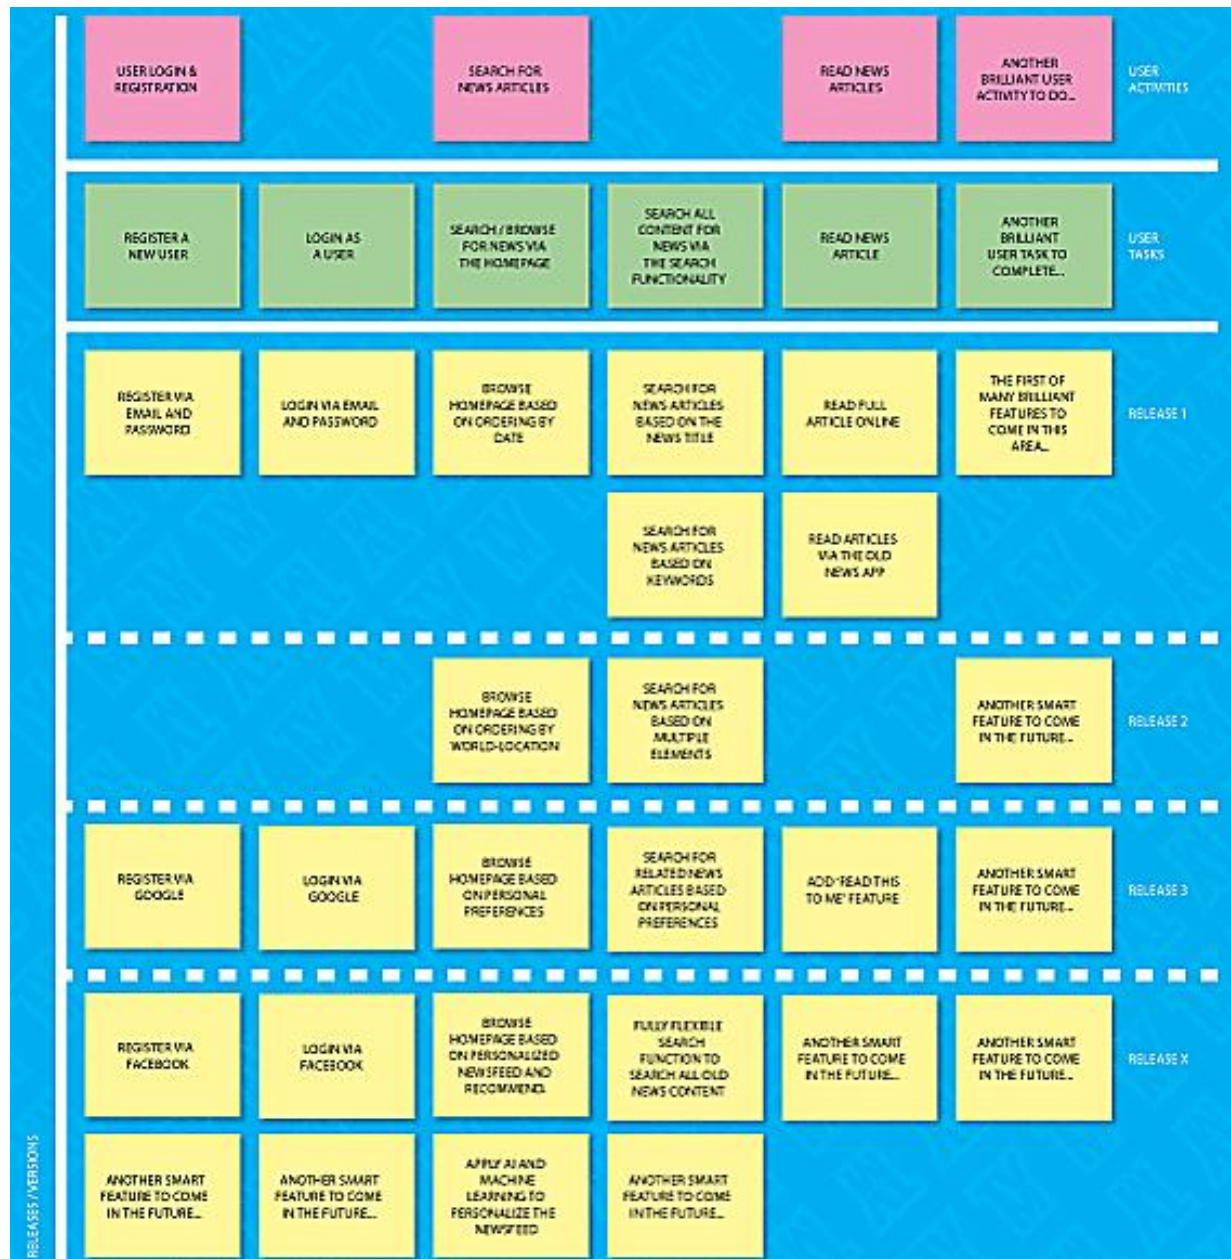 USER LOGIN &
REGISTRATION
SEARCH FOR
NEWS ARTICLES
READ NEWS
ARTICLES
ANOTHER
BRILLIANT USER
ACTIVITY TO DO...
USER
ACTIVITIES
REGISTER A
NEW USER
LOGIN AS
A USER
SEARCH / BROWSE
FOR NEWS VIA
THE HOMEPAGE
SEARCH ALL
CONTENT FOR
NEWS VIA
THE SEARCH
FUNCTIONALITY
READ NEWS
ARTICLE
ANOTHER
BRILLIANT
USER TASK TO
COMPLETE...
USER
TASKS
REGISTER VIA
EMAIL AND
PASSWORD
LOGIN VIA EMAIL
AND PASSWORD
BROWSE
HOMEPAGE BASED
ON ORDERING BY
DATE
SEARCH FOR
NEWS ARTICLES
BASED ON THE
NEWS TITLE
READ FULL
ARTICLE ONLINE
THE FIRST OF
MANY BRILLIANT
FEATURES TO
COME IN THIS
AREA...
RELEASE 1
SEARCH FOR
NEWS ARTICLES
BASED ON
KEYWORDS
READ ARTICLES
VIA THE OLD
NEWS APP
BROWSE
HOMEPAGE BASED
ON ORDERING BY
WORLD-LOCATION
SEARCH FOR
NEWS ARTICLES
BASED ON
MULTIPLE
ELEMENTS
ANOTHER SMART
FEATURE TO COME
IN THE FUTURE...
RELEASE 2
REGISTER VIA
GOOGLE
LOGIN VIA
GOOGLE
BROWSE
HOMEPAGE BASED
ON PERSONAL
PREFERENCES
SEARCH FOR
RELATED NEWS
ARTICLES BASED
ON PERSONAL
PREFERENCES
ADD 'READ THIS
TO ME' FEATURE
ANOTHER SMART
FEATURE TO COME
IN THE FUTURE...
RELEASE 3
REGISTER VIA
FACEBOOK
LOGIN VIA
FACEBOOK
BROWSE
HOMEPAGE BASED
ON PERSONALIZED
NEWSFEED AND
RECOMMEND.
FULLY FLEXIBLE
SEARCH
FUNCTION TO
SEARCH ALL OLD
NEWS CONTENT
ANOTHER SMART
FEATURE TO COME
IN THE FUTURE...
ANOTHER SMART
FEATURE TO COME
IN THE FUTURE...
RELEASE X
ANOTHER SMART
FEATURE TO COME
IN THE FUTURE...
ANOTHER SMART
FEATURE TO COME
IN THE FUTURE...
APPLY AI AND
MACHINE
LEARNING TO
PERSONALIZE THE
NEWSFEED
ANOTHER SMART
FEATURE TO COME
IN THE FUTURE...
RELEASES / VERSIONS